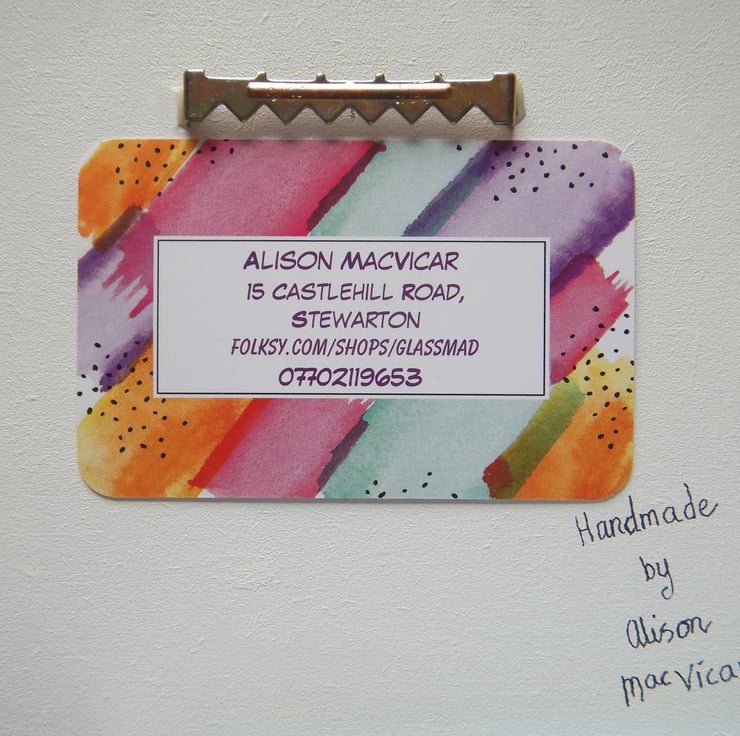 Alison MacVicar
15 Castlehill Road,
Stewarton
folksy.com/shops/glassmad
07702119653
Handmade
by
Alison
macVicar